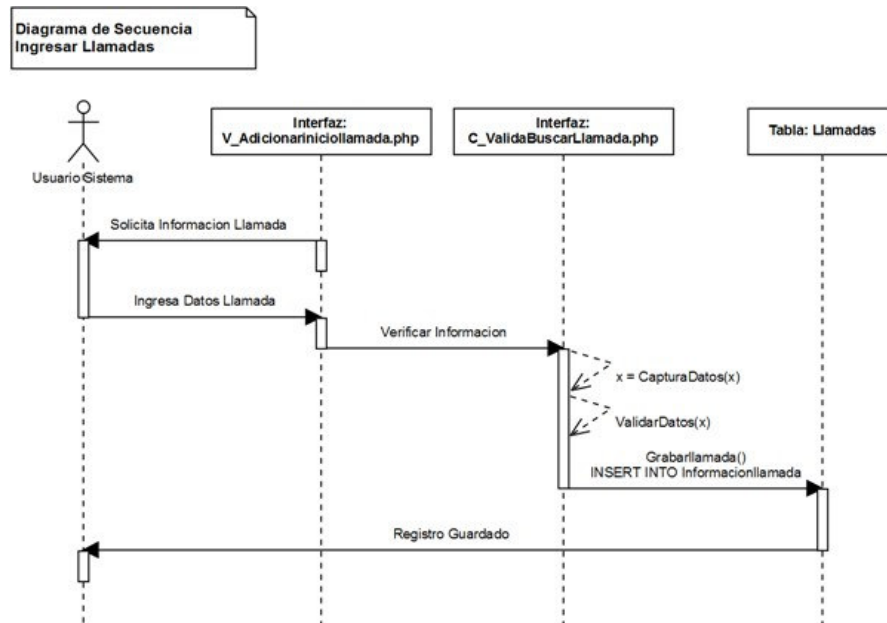 Diagrama de Secuencia
Ingresar Llamadas
Usuario Sistema
Interfaz:
V_Adicionariniciollamada.php
Interfaz:
C_ValidaBuscarLlamada.php
Tabla: Llamadas
Solicita Informacion Llamada
Ingresa Datos Llamada
Verificar Informacion
x = CapturaDatos(x)
ValidarDatos(x)
Grabarllamada()
INSERT INTO Informacionllamada
Registro Guardado